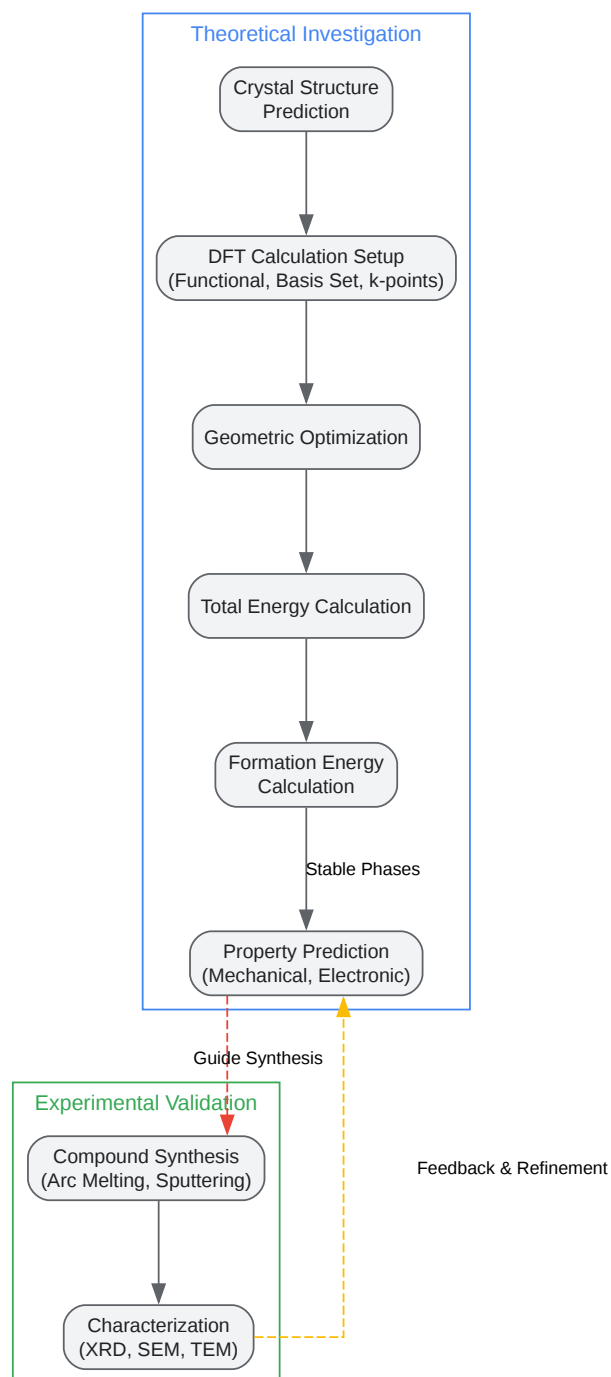 Theoretical Investigation
Crystal Structure
Prediction
DFT Calculation Setup
(Functional, Basis Set, k-points)
Geometric Optimization
Total Energy Calculation
Formation Energy
Calculation
Stable Phases
Property Prediction
(Mechanical, Electronic)
Guide Synthesis
Experimental Validation
Compound Synthesis
(Arc Melting, Sputtering)
Feedback & Refinement
Characterization
(XRD, SEM, TEM)